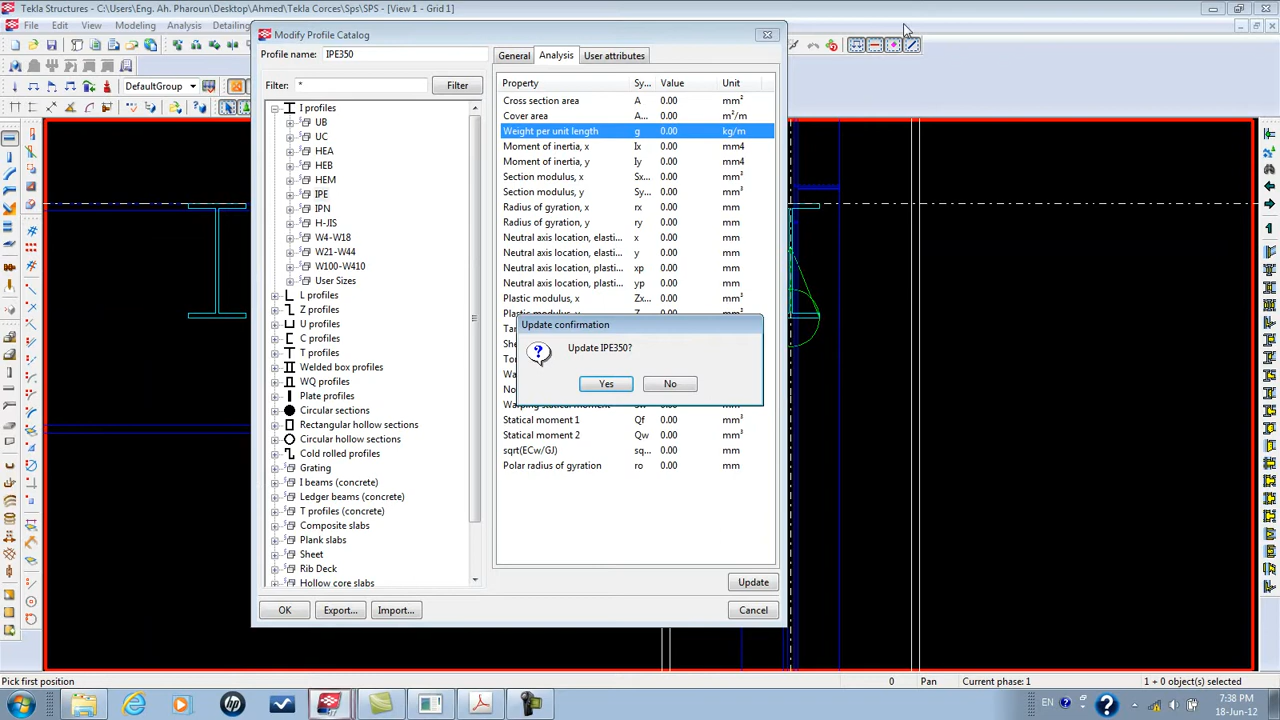 Tekla Structures - C:\Users\Eng. Ah. Pharoun\Desktop\Ahmed\Tekla Corces\Sps\SPS - [View 1 - Grid 1]
File Edit View Modeling Analysis Detailing
DefaultGroup
Modify Profile Catalog
Profile name: IPE350
Filter: * Filter
I profiles
UB
UC
HEA
HEB
HEM
IPE
IPN
H-JIS
W4-W18
W21-W44
W100-W410
User Sizes
L profiles
Z profiles
U profiles
C profiles
T profiles
Welded box profiles
WQ profiles
Plate profiles
Circular sections
Rectangular hollow sections
Circular hollow sections
Cold rolled profiles
Grating
I beams (concrete)
Ledger beams (concrete)
T profiles (concrete)
Composite slabs
Plank slabs
Sheet
Rib Deck
Hollow core slabs
General Analysis User attributes
Property Sy... Value Unit
Cross section area A 0.00 mm²
Cover area A... 0.00 m²/m
Weight per unit length g 0.00 kg/m
Moment of inertia, x Ix 0.00 mm4
Moment of inertia, y Iy 0.00 mm4
Section modulus, x Sx... 0.00 mm³
Section modulus, y Sy... 0.00 mm³
Radius of gyration, x rx 0.00 mm
Radius of gyration, y ry 0.00 mm
Neutral axis location, elasti... x 0.00 mm
Neutral axis location, elasti... y 0.00 mm
Neutral axis location, plasti... xp 0.00 mm
Neutral axis location, plasti... yp 0.00 mm
Plastic modulus, x Zx... 0.00 mm³
Update confirmation
Update IPE350?
Yes No
Statical moment 1 Qf 0.00 mm³
Statical moment 2 Qw 0.00 mm³
sqrt(ECw/GJ) sq... 0.00 mm
Polar radius of gyration ro 0.00 mm
Update
OK Export... Import... Cancel
Pick first position 0 Pan Current phase: 1 1 + 0 object(s) selected
EN 7:38 PM
18-Jun-12